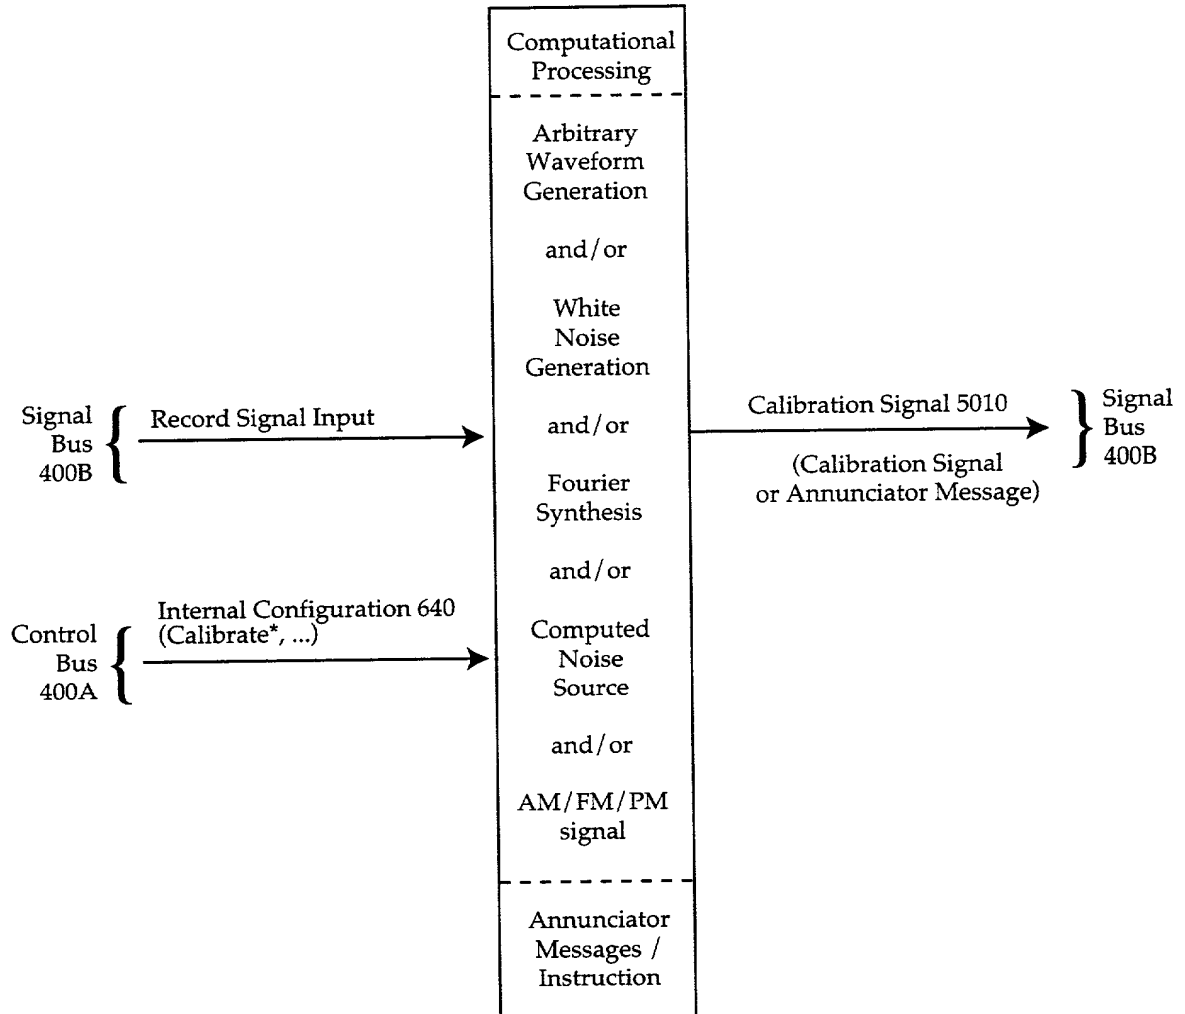 Computational
Processing
Arbitrary
Waveform
Generation
and/or
White
Noise
Generation
and/or
Fourier
Synthesis
and/or
Computed
Noise
Source
and/or
AM/FM/PM
signal
Annunciator
Messages /
Instruction
Signal
Bus
400B
Record Signal Input
Control
Bus
400A
Internal Configuration 640
(Calibrate*, ...)
Calibration Signal 5010
(Calibration Signal
or Annunciator Message)
Signal
Bus
400B